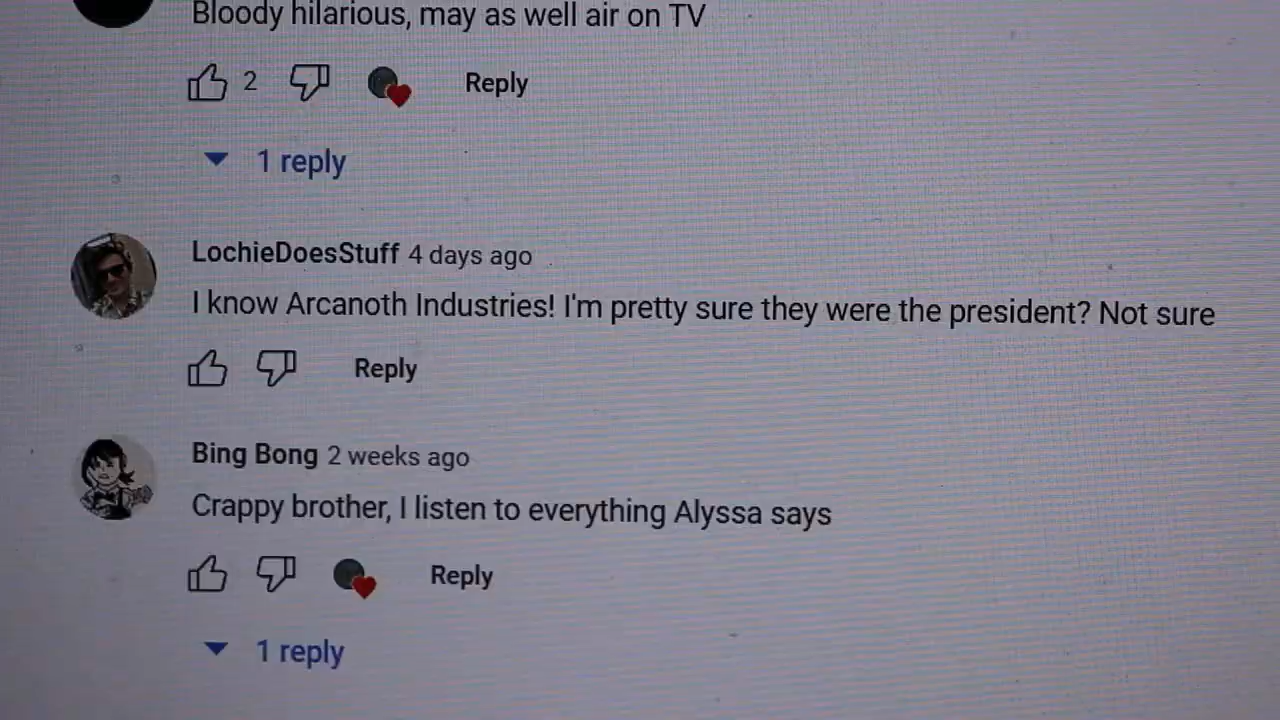 Bloody hilarious, may as well air on TV
2 Reply
1 reply
LochieDoesStuff 4 days ago
I know Arcanoth Industries! I'm pretty sure they were the president? Not sure
Reply
Bing Bong 2 weeks ago
Crappy brother, I listen to everything Alyssa says
Reply
1 reply